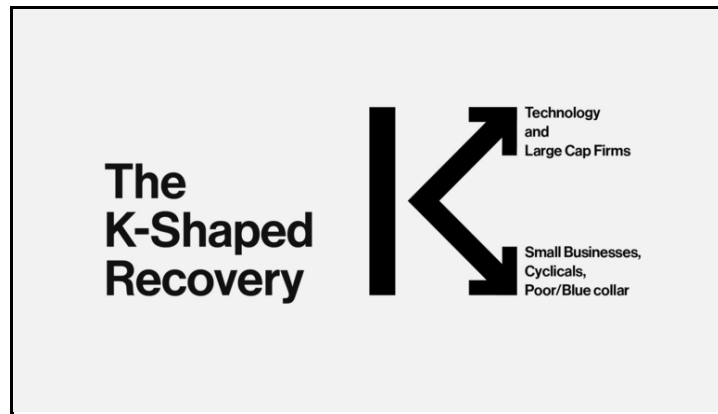 The
K-Shaped
Recovery
Technology
and
Large Cap Firms
Small Businesses,
Cyclicals,
Poor/Blue collar